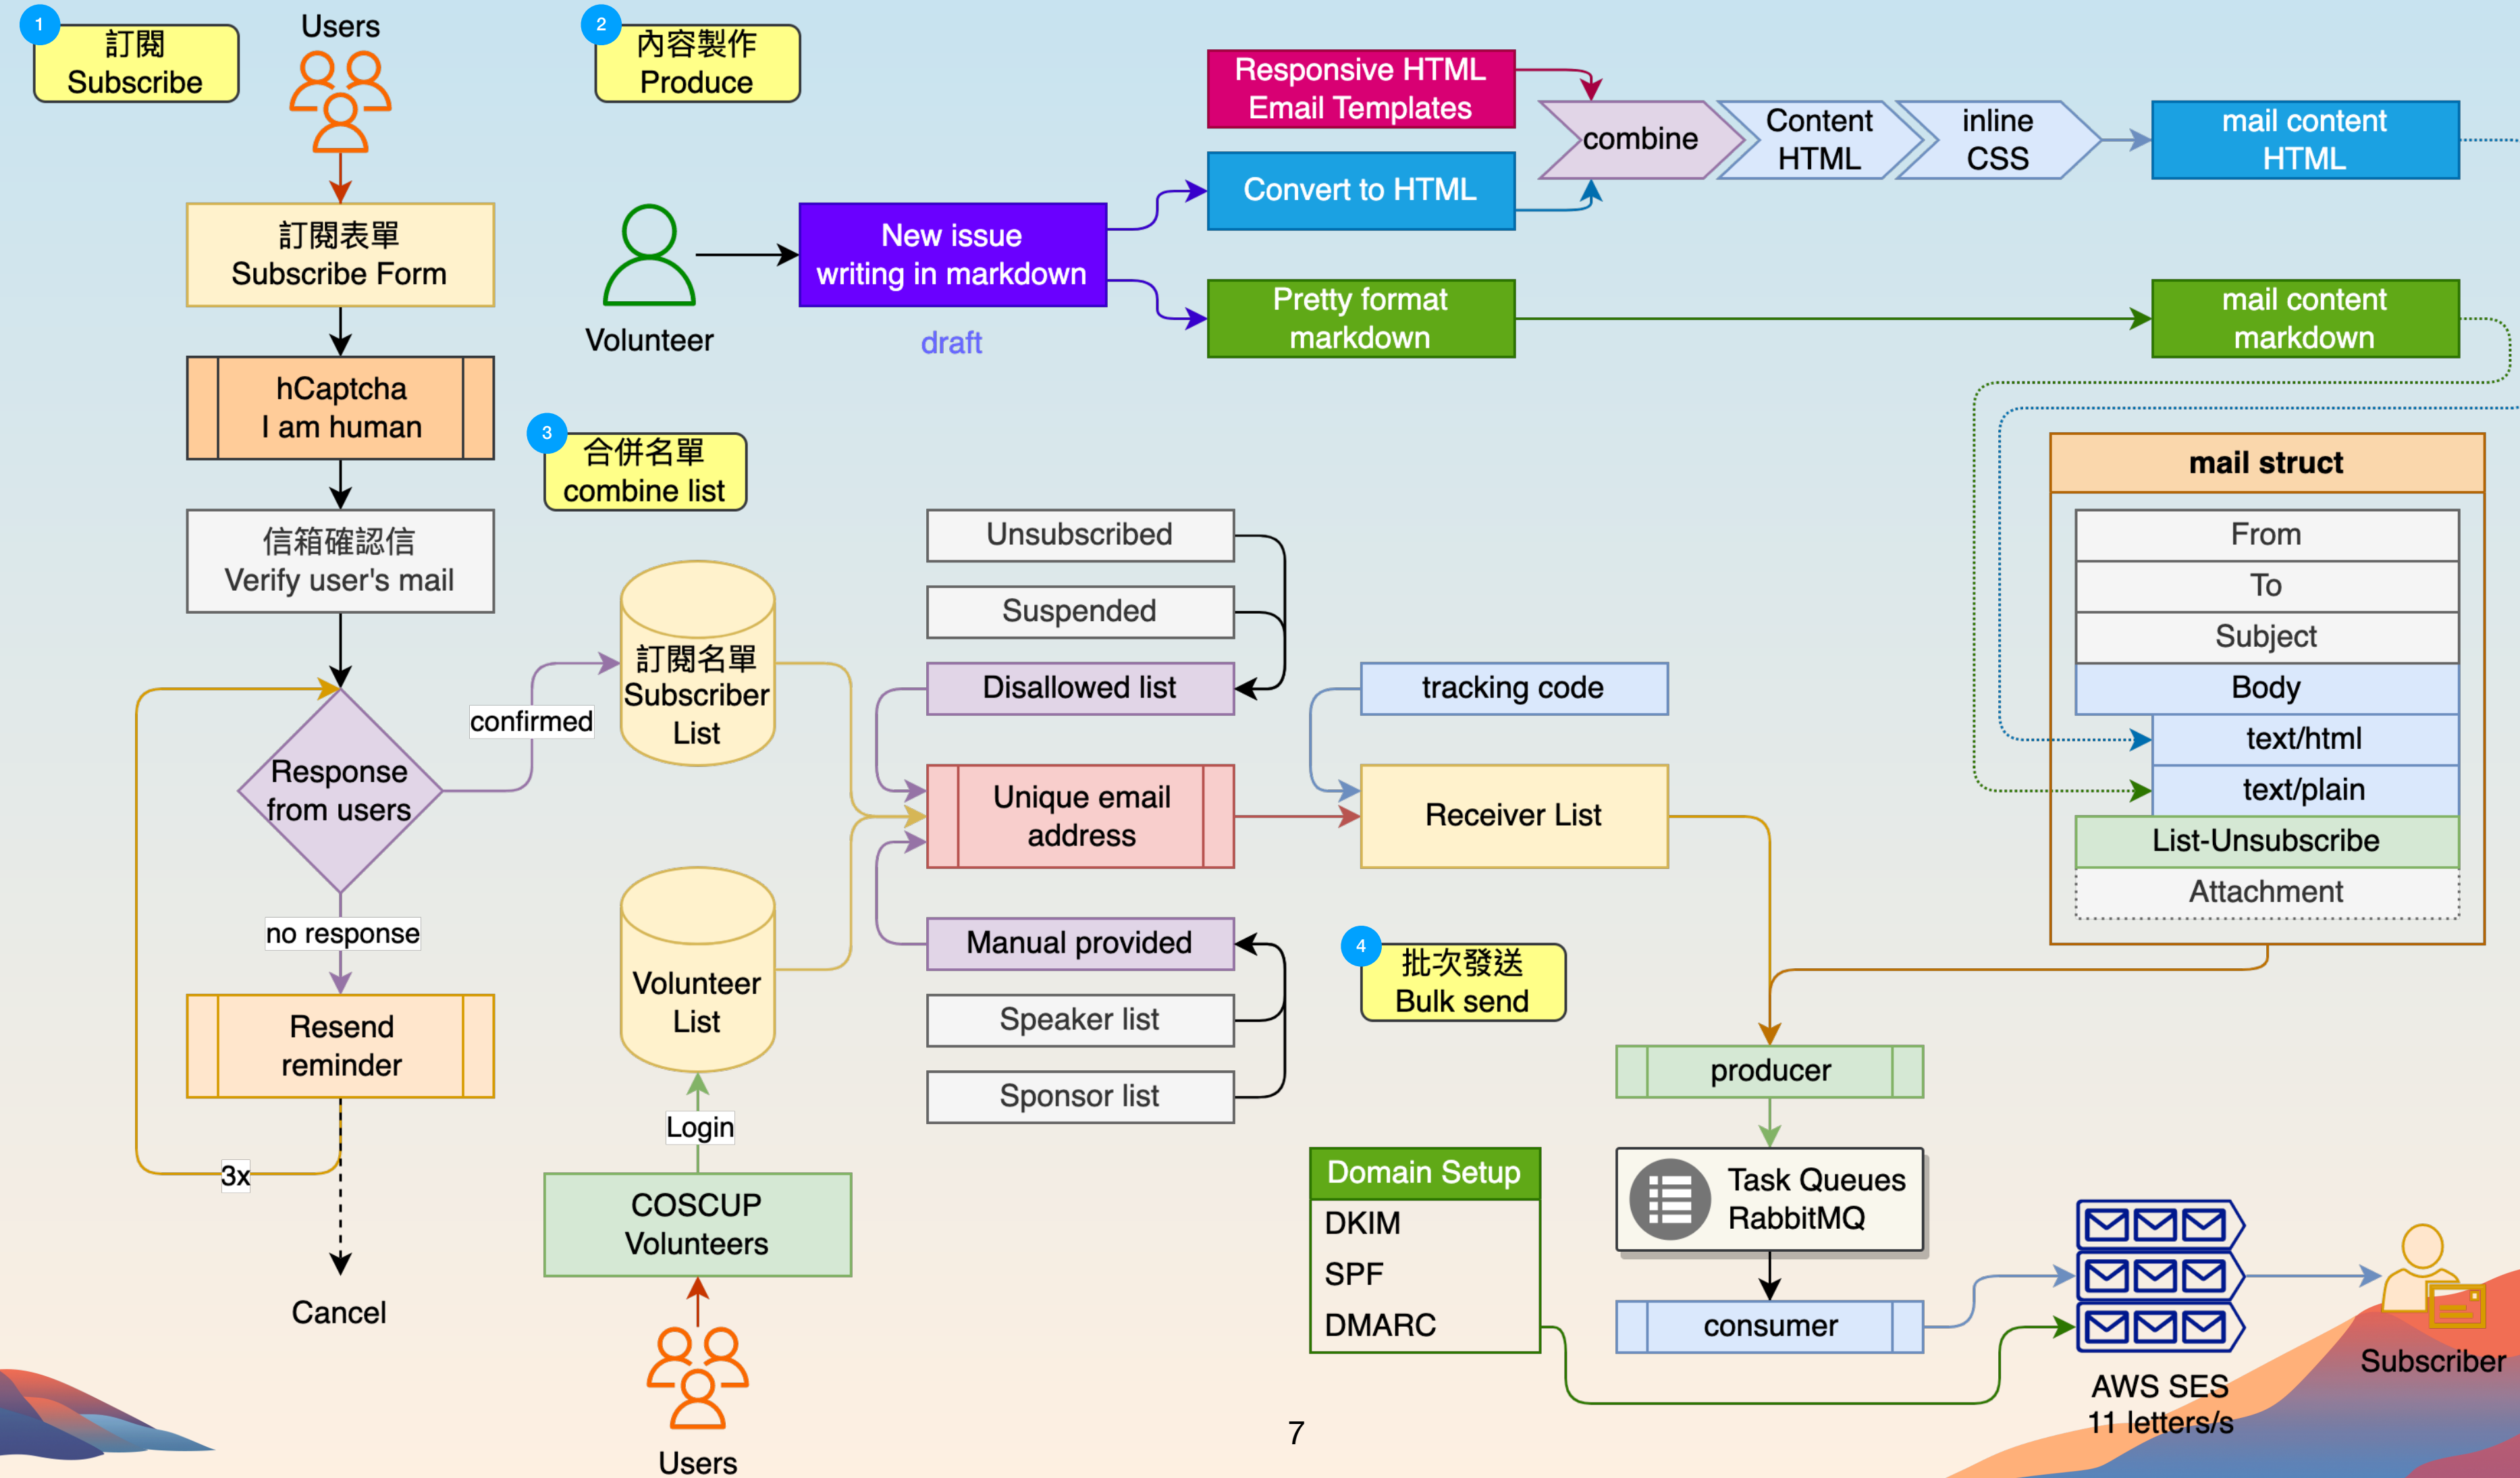 1
訂閱
Subscribe
Users
訂閱表單
Subscribe Form
hCaptcha
I am human
信箱確認信
Verify user's mail
Response
from users
confirmed
no response
Resend
reminder
3x
Cancel
2
內容製作
Produce
Volunteer
New issue
writing in markdown
draft
Responsive HTML
Email Templates
Convert to HTML
combine
Content
HTML
inline
CSS
mail content
HTML
Pretty format
markdown
mail content
markdown
3
合併名單
combine list
訂閱名單
Subscriber
List
Volunteer
List
Login
COSCUP
Volunteers
Users
Unsubscribed
Suspended
Disallowed list
Unique email
address
Manual provided
Speaker list
Sponsor list
tracking code
Receiver List
mail struct
From
To
Subject
Body
text/html
text/plain
List-Unsubscribe
Attachment
4
批次發送
Bulk send
producer
Task Queues
RabbitMQ
consumer
Domain Setup
DKIM
SPF
DMARC
AWS SES
11 letters/s
Subscriber
7